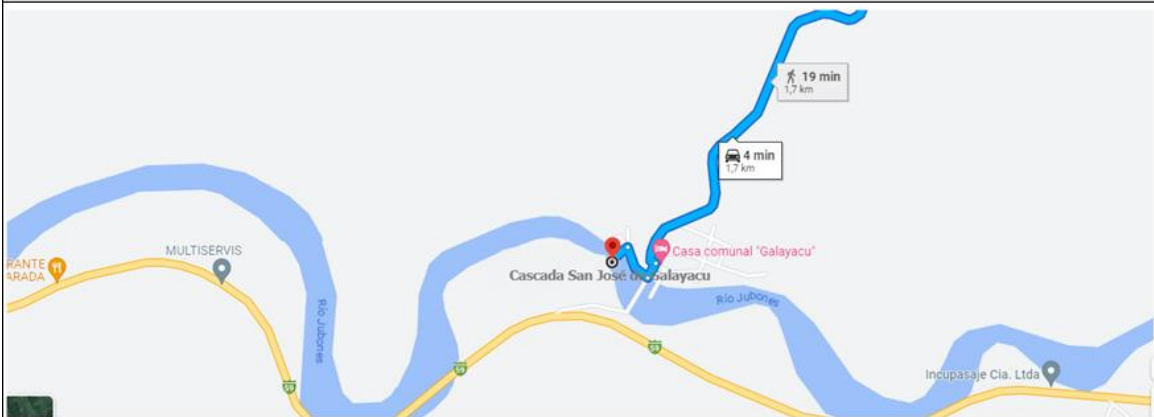 19 min
1,7 km
4 min
1,7 km
MULTISERVIS
Casa comunal "Galayacu"
RANTE
ARADA
Cascada San José de Galayacu
Río Jubones
Río Jubones
59
59
59
59
Incupasaje Cia. Ltda